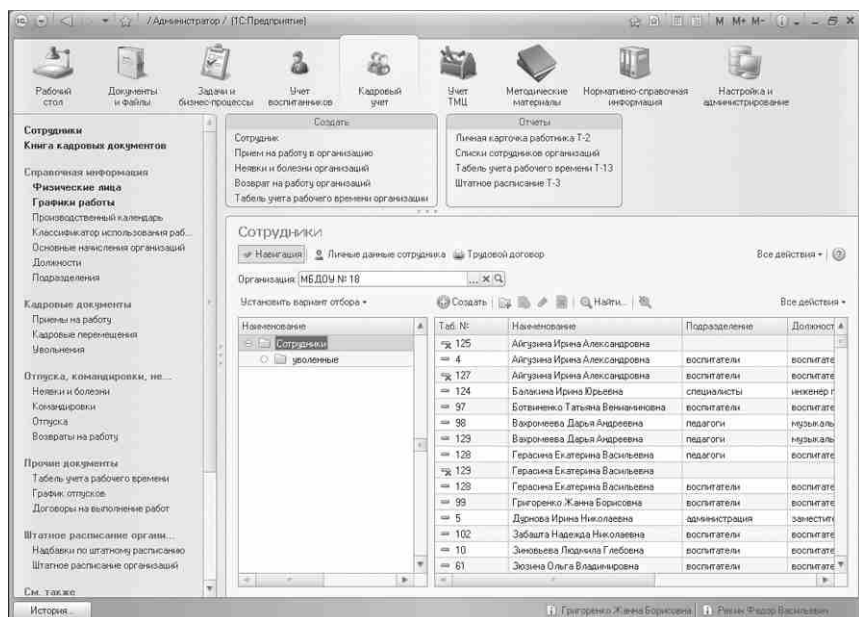 / Администратор / (1С:Предприятие)
M M+ M-
Рабочий стол
Документы и файлы
Задачи и бизнес-процессы
Учет воспитанников
Кадровый учет
Учет ТМЦ
Методические материалы
Нормативно-справочная информация
Настройка и администрирование
Сотрудники
Книга кадровых документов
Справочная информация
Физические лица
Графики работы
Производственный календарь
Классификатор использования раб...
Основные начисления организаций
Должности
Подразделения
Кадровые документы
Приемы на работу
Кадровые перемещения
Увольнения
Отпуска, командировки, не...
Неявки и болезни
Командировки
Отпуска
Возвраты на работу
Прочие документы
Табель учета рабочего времени
График отпусков
Договоры на выполнение работ
Штатное расписание органи...
Надбавки по штатному расписанию
Штатное расписание организаций
См. также
Создать
Сотрудник
Прием на работу в организацию
Неявки и болезни организаций
Возврат на работу организаций
Табель учета рабочего времени организации
Отчеты
Личная карточка работника Т-2
Списки сотрудников организаций
Табель учета рабочего времени Т-13
Штатное расписание Т-3
Сотрудники
Навигация Личные данные сотрудника Трудовой договор Все действия
Организация: МБДОУ № 18
Установить вариант отбора Создать Найти... Все действия
Наименование
Сотрудники
уволенные
Таб. № Наименование Подразделение Должност
125 Айгузина Ирина Александровна
4 Айгузина Ирина Александровна воспитатели воспитате
127 Айгузина Ирина Александровна воспитатели воспитате
124 Балакина Ирина Юрьевна специалисты инженер п
97 Ботвиненко Татьяна Вениаминовна воспитатели воспитате
98 Вахромеева Дарья Андреевна педагоги музыкаль
129 Вахромеева Дарья Андреевна педагоги музыкаль
128 Герасина Екатерина Васильевна педагоги воспитате
129 Герасина Екатерина Васильевна
128 Герасина Екатерина Васильевна воспитатели воспитате
99 Григоренко Жанна Борисовна воспитатели воспитате
5 Дурнова Ирина Николаевна администрация заместите
102 Забашта Надежда Николаевна воспитатели воспитате
10 Зиновьева Людмила Глебовна воспитатели воспитате
61 Зюзина Ольга Владимировна воспитатели воспитате
История...
Григоренко Жанна Борисовна
Федор Васильевич